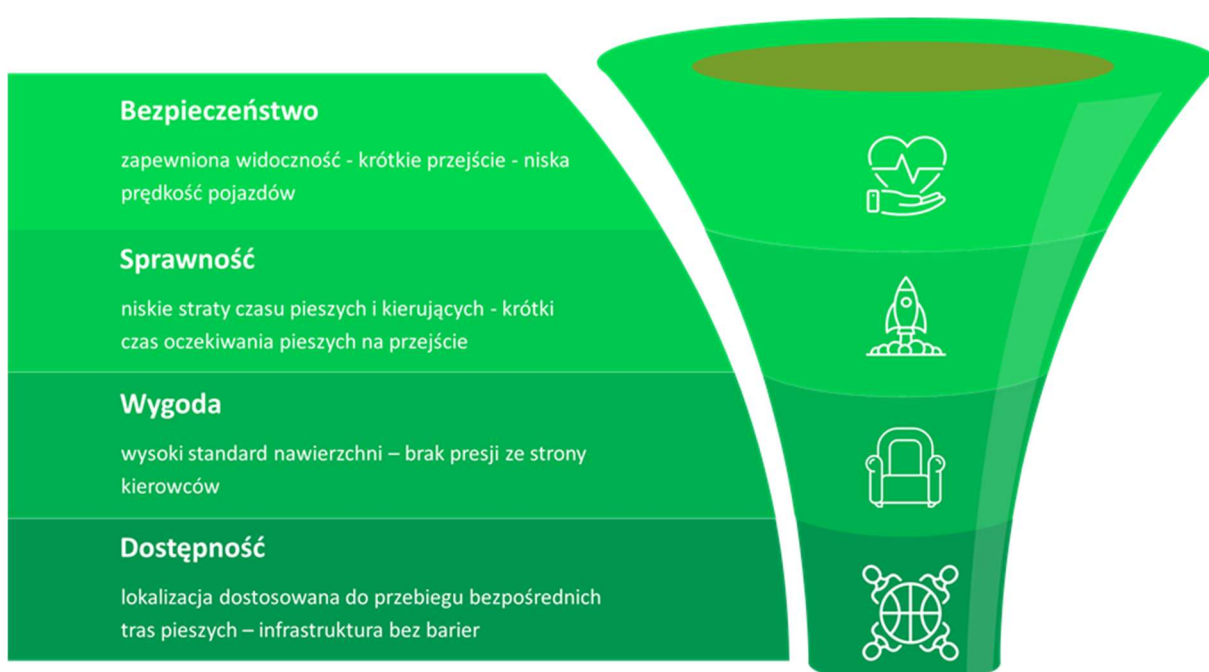 Bezpieczeństwo
zapewniona widoczność - krótkie przejście - niska
prędkość pojazdów
Sprawność
niskie straty czasu pieszych i kierujących - krótki
czas oczekiwania pieszych na przejście
Wygoda
wysoki standard nawierzchni – brak presji ze strony
kierowców
Dostępność
lokalizacja dostosowana do przebiegu bezpośrednich
tras pieszych – infrastruktura bez barier